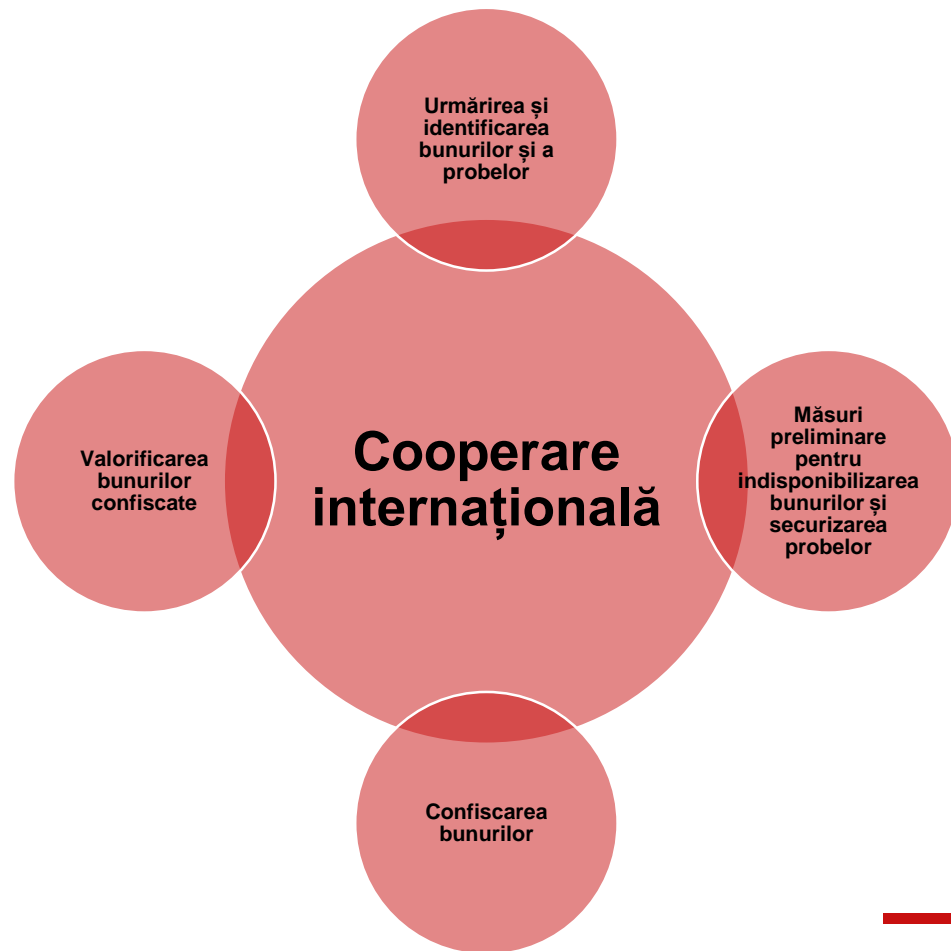 Urmărirea și
identificarea
bunurilor și a
probelor
Cooperare
internațională
Măsuri
preliminare
pentru
indisponibilizarea
bunurilor și
securizarea
probelor
Confiscarea
bunurilor
Valorificarea
bunurilor
confiscate